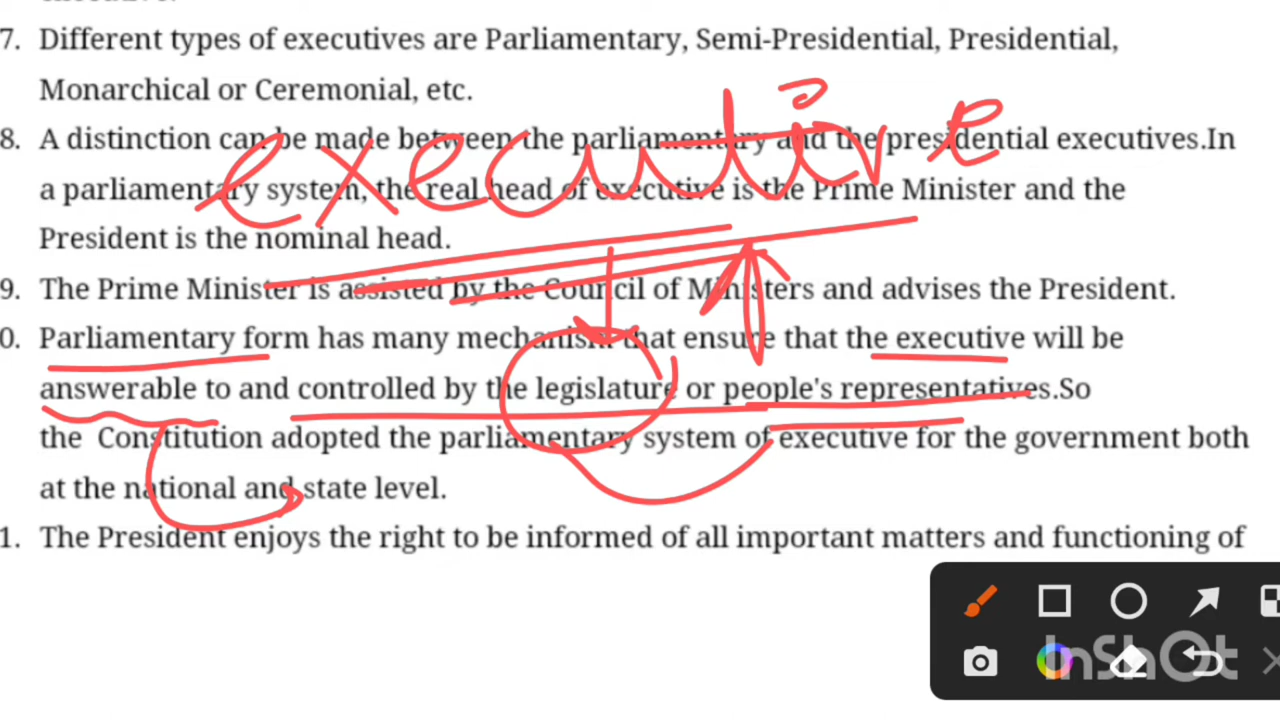 7. Different types of executives are Parliamentary, Semi-Presidential, Presidential,
Monarchical or Ceremonial, etc.
8. A distinction can be made between the parliamentary and the presidential executives.In
executive
a parliamentary system, the real head of executive is the Prime Minister and the
President is the nominal head.
9. The Prime Minister is assisted by the Council of Ministers and advises the President.
0. Parliamentary form has many mechanism that ensure that the executive will be
answerable to and controlled by the legislature or people's representatives.So
the Constitution adopted the parliamentary system of executive for the government both
at the national and state level.
1. The President enjoys the right to be informed of all important matters and functioning of
InShOt